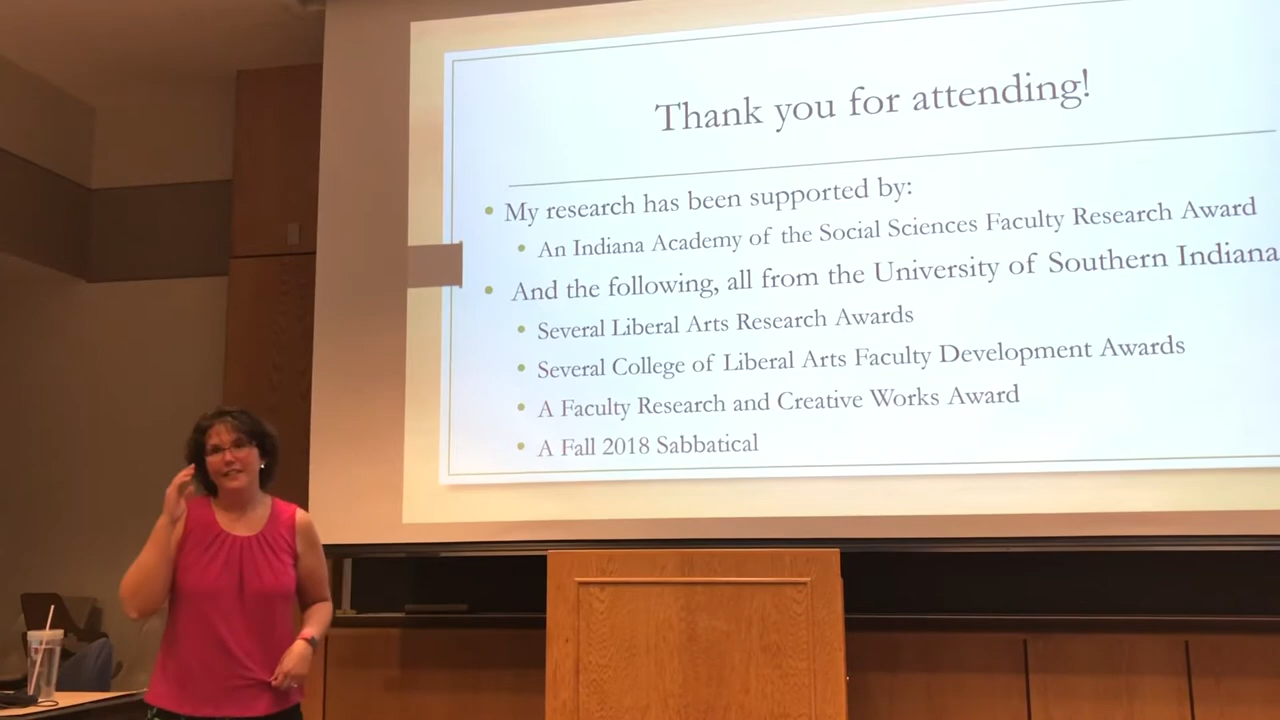 Thank you for attending!
My research has been supported by:
An Indiana Academy of the Social Sciences Faculty Research Award
And the following, all from the University of Southern Indiana
Several Liberal Arts Research Awards
Several College of Liberal Arts Faculty Development Awards
A Faculty Research and Creative Works Award
A Fall 2018 Sabbatical